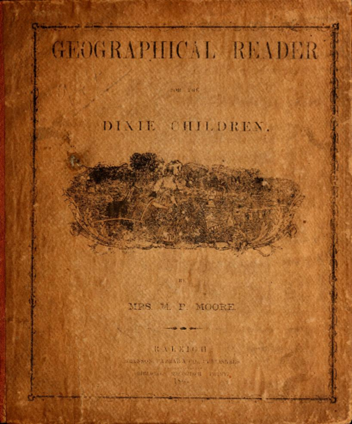 GEOGRAPHICAL READER
FOR THE
DIXIE CHILDREN,
BY
MRS M. P MOORE
RALEIGH